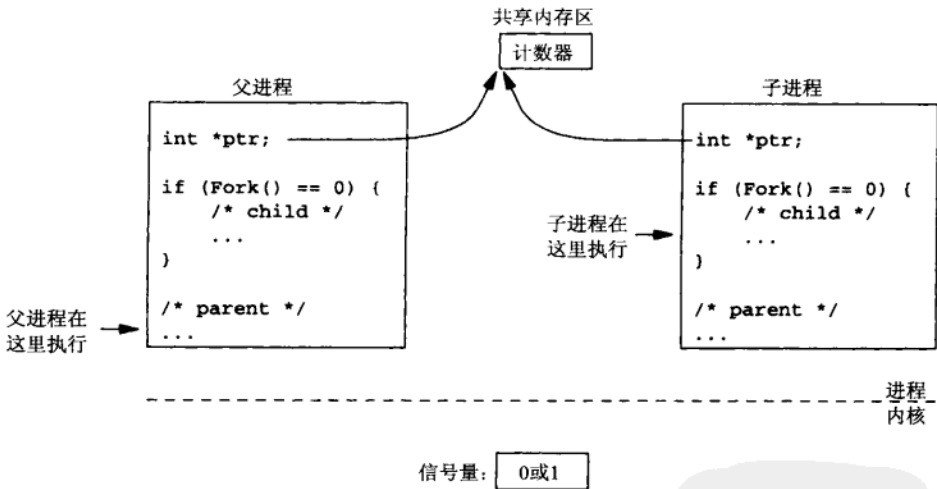 共享内存区
计数器
父进程
子进程
int *ptr;
if (Fork() == 0) {
/* child */
...
}
/* parent */
...
父进程在
这里执行
int *ptr;
if (Fork() == 0) {
/* child */
...
}
/* parent */
...
子进程在
这里执行
进程
内核
信号量:
0或1